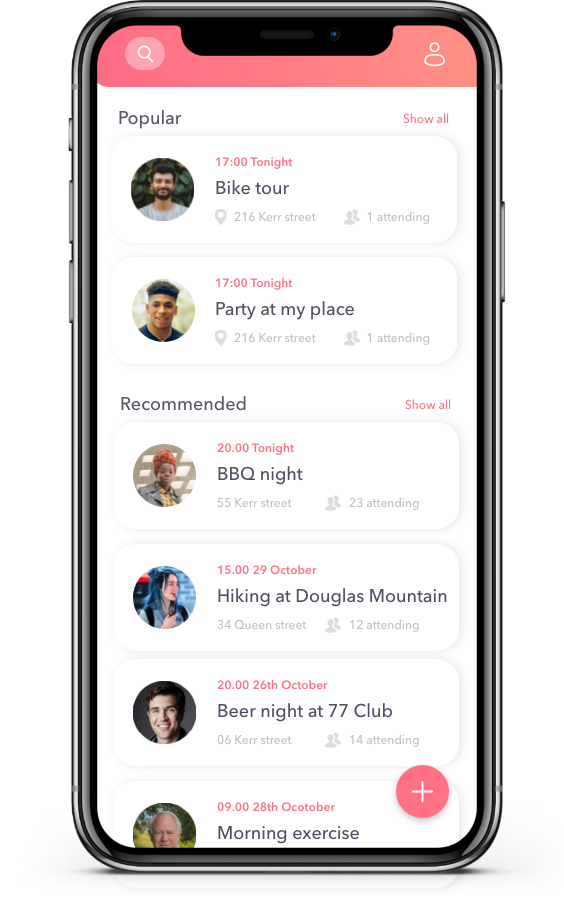 Popular
Show all
17:00 Tonight
Bike tour
216 Kerr street
1 attending
17:00 Tonight
Party at my place
216 Kerr street
1 attending
Recommended
Show all
20.00 Tonight
BBQ night
55 Kerr street
23 attending
15.00 29 October
Hiking at Douglas Mountain
34 Queen street
12 attending
20.00 26th October
Beer night at 77 Club
06 Kerr street
14 attending
09.00 28th Ocotober
Morning exercise